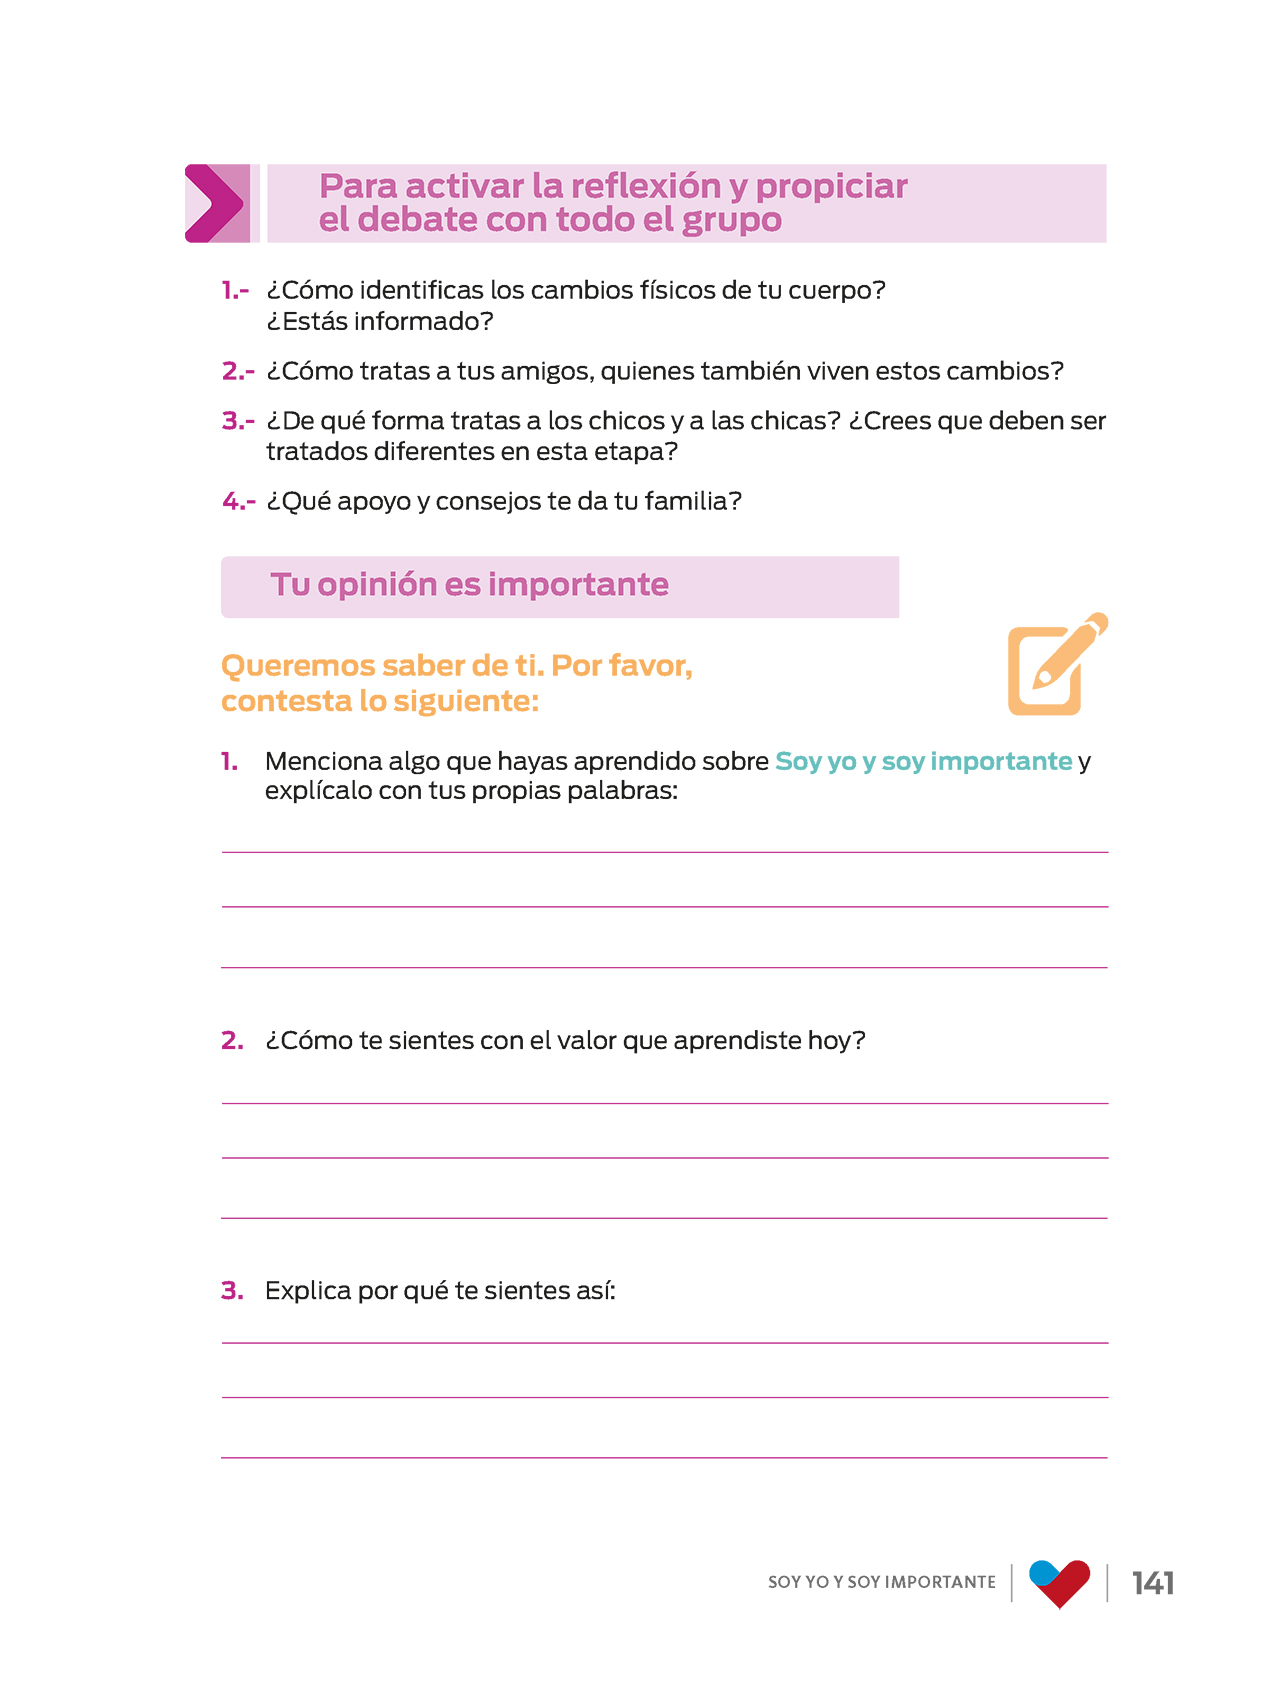 Para activar la reflexión y propiciar
el debate con todo el grupo
1.- ¿Cómo identificas los cambios físicos de tu cuerpo?
¿Estás informado?
2.- ¿Cómo tratas a tus amigos, quienes también viven estos cambios?
3.- ¿De qué forma tratas a los chicos y a las chicas? ¿Crees que deben ser
tratados diferentes en esta etapa?
4.- ¿Qué apoyo y consejos te da tu familia?
Tu opinión es importante
Queremos saber de ti. Por favor,
contesta lo siguiente:
1. Menciona algo que hayas aprendido sobre Soy yo y soy importante y
explícalo con tus propias palabras:
2. ¿Cómo te sientes con el valor que aprendiste hoy?
3. Explica por qué te sientes así:
SOY YO Y SOY IMPORTANTE 141